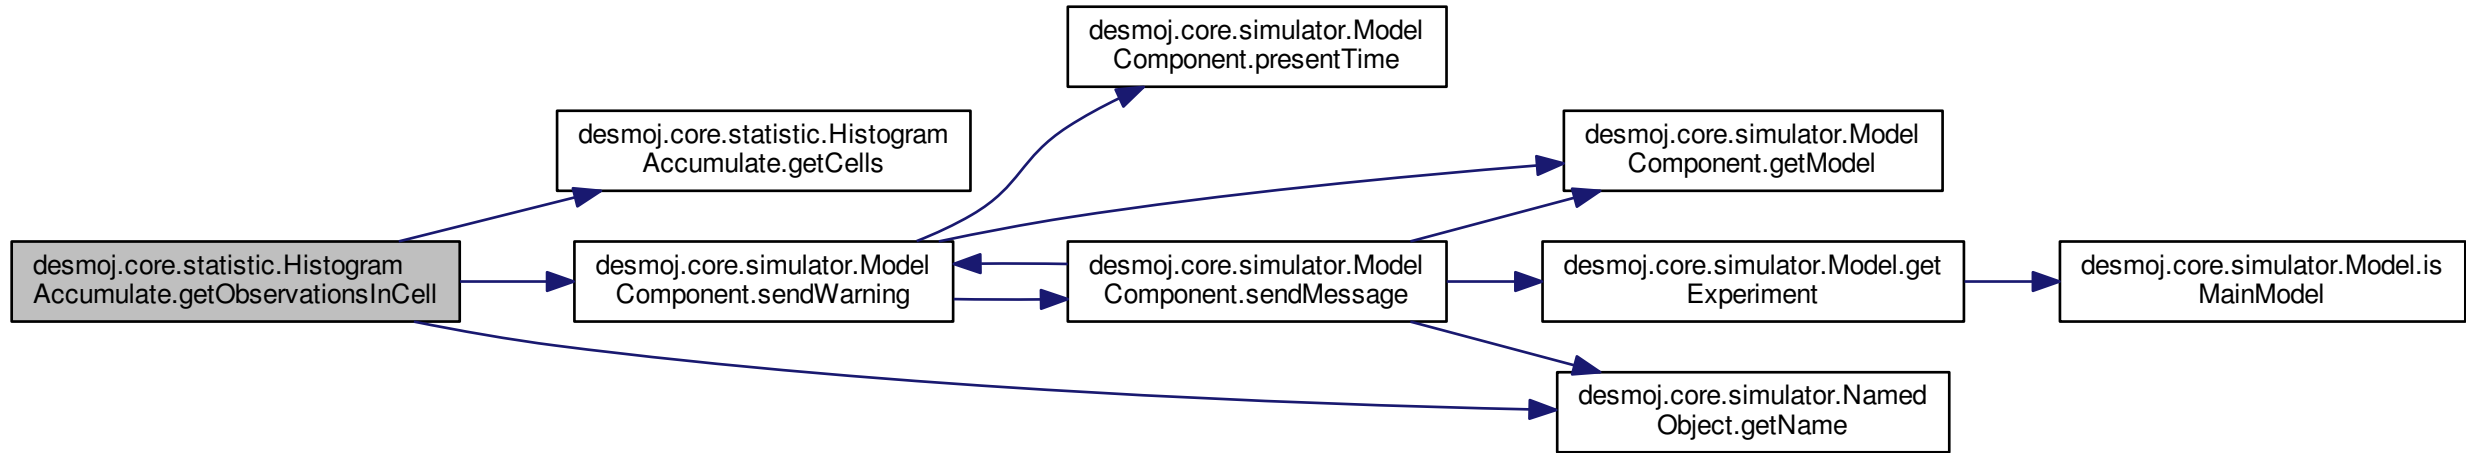 desmoj.core.simulator.Model
Component.presentTime
desmoj.core.statistic.Histogram
Accumulate.getCells
desmoj.core.simulator.Model
Component.getModel
desmoj.core.statistic.Histogram
Accumulate.getObservationsInCell
desmoj.core.simulator.Model
Component.sendWarning
desmoj.core.simulator.Model
Component.sendMessage
desmoj.core.simulator.Model.get
Experiment
desmoj.core.simulator.Model.is
MainModel
desmoj.core.simulator.Named
Object.getName